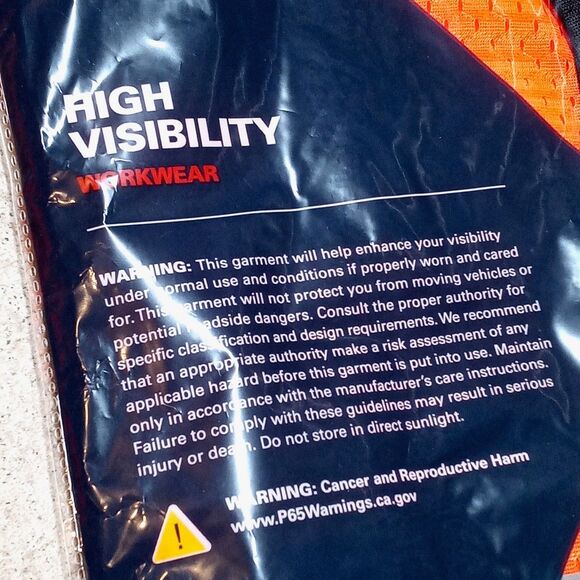 HIGH
VISIBILITY
WORKWEAR
WARNING: This garment will help enhance your visibility
under normal use and conditions if properly worn and cared
for. This garment will not protect you from moving vehicles or
potential roadside dangers. Consult the proper authority for
specific classification and design requirements. We recommend
that an appropriate authority make a risk assessment of any
applicable hazard before this garment is put into use. Maintain
only in accordance with the manufacturer's care instructions.
Failure to comply with these guidelines may result in serious
injury or death. Do not store in direct sunlight.
WARNING: Cancer and Reproductive Harm
www.P65Warnings.ca.gov
!